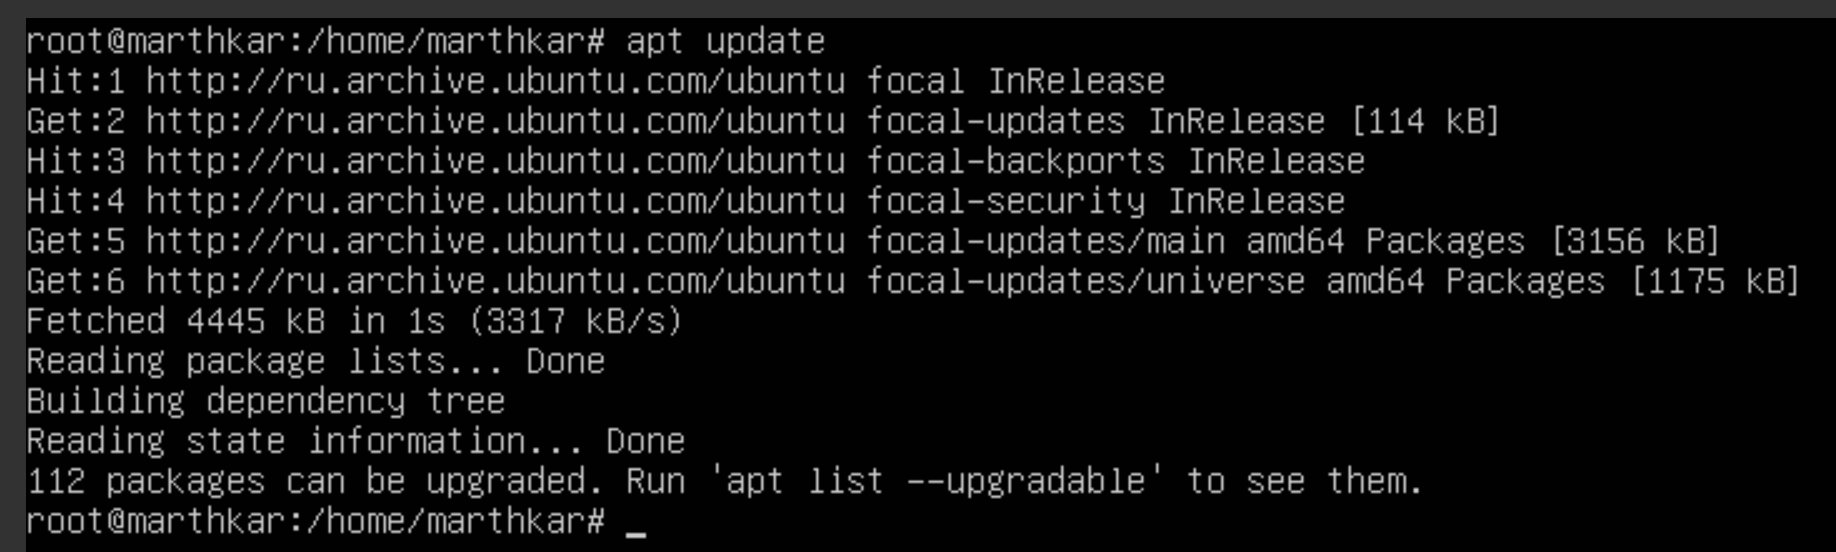 root@marthkar:/home/marthkar# apt update
Hit:1 http://ru.archive.ubuntu.com/ubuntu focal InRelease
Get:2 http://ru.archive.ubuntu.com/ubuntu focal-updates InRelease [114 kB]
Hit:3 http://ru.archive.ubuntu.com/ubuntu focal-backports InRelease
Hit:4 http://ru.archive.ubuntu.com/ubuntu focal-security InRelease
Get:5 http://ru.archive.ubuntu.com/ubuntu focal-updates/main amd64 Packages [3156 kB]
Get:6 http://ru.archive.ubuntu.com/ubuntu focal-updates/universe amd64 Packages [1175 kB]
Fetched 4445 kB in 1s (3317 kB/s)
Reading package lists... Done
Building dependency tree
Reading state information... Done
112 packages can be upgraded. Run 'apt list --upgradable' to see them.
root@marthkar:/home/marthkar# _